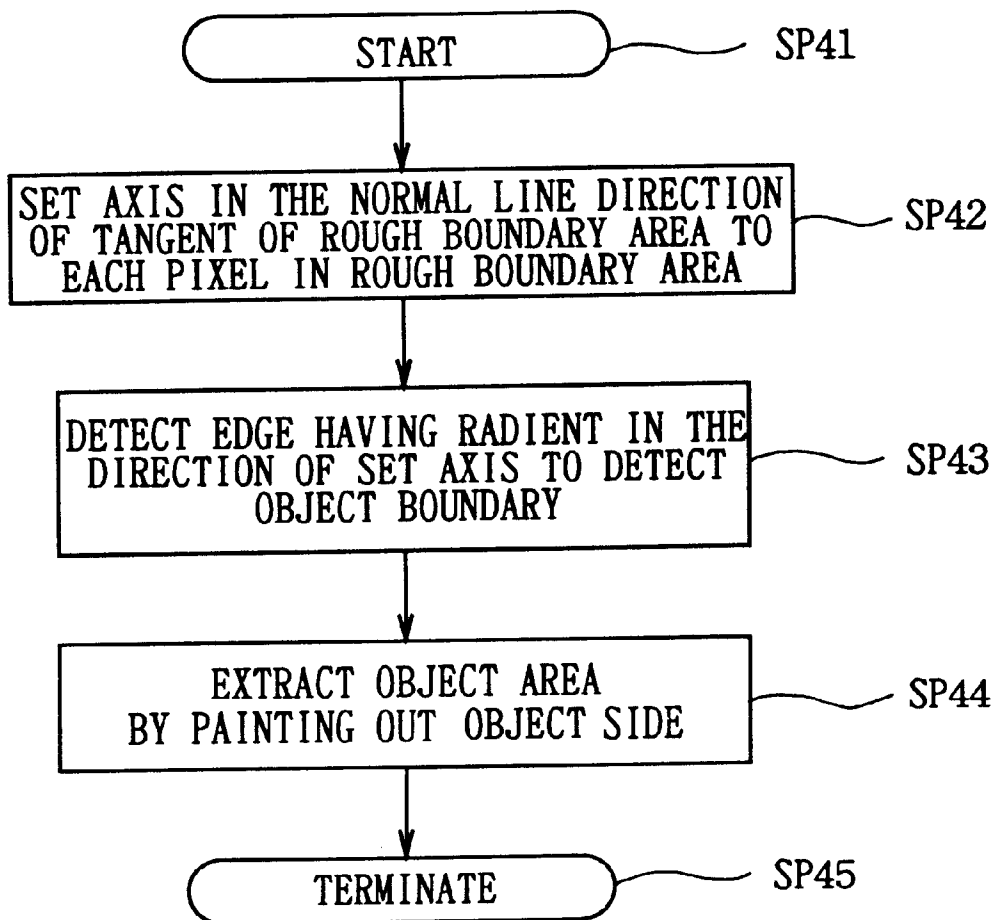 START
SP41
SET AXIS IN THE NORMAL LINE DIRECTION
OF TANGENT OF ROUGH BOUNDARY AREA TO
EACH PIXEL IN ROUGH BOUNDARY AREA
SP42
DETECT EDGE HAVING RADIENT IN THE
DIRECTION OF SET AXIS TO DETECT
OBJECT BOUNDARY
SP43
EXTRACT OBJECT AREA
BY PAINTING OUT OBJECT SIDE
SP44
TERMINATE
SP45